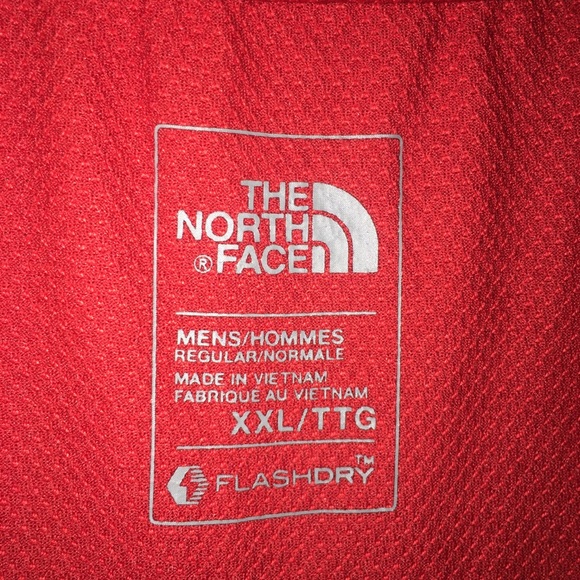 THE
NORTH
® FACE
MENS/HOMMES
REGULAR/NORMALE
MADE IN VIETNAM
FABRIQUE AU VIETNAM
XXL/TTG
FLASHDRY™